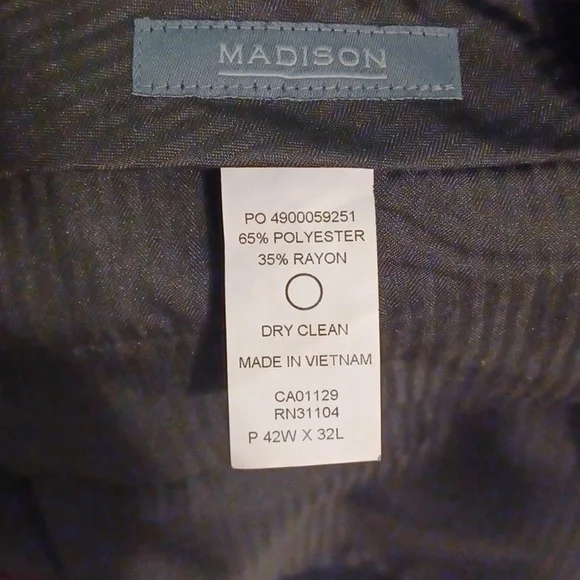 MADISON
PO 4900059251
65% POLYESTER
35% RAYON
DRY CLEAN
MADE IN VIETNAM
CA01129
RN31104
P 42W X 32L